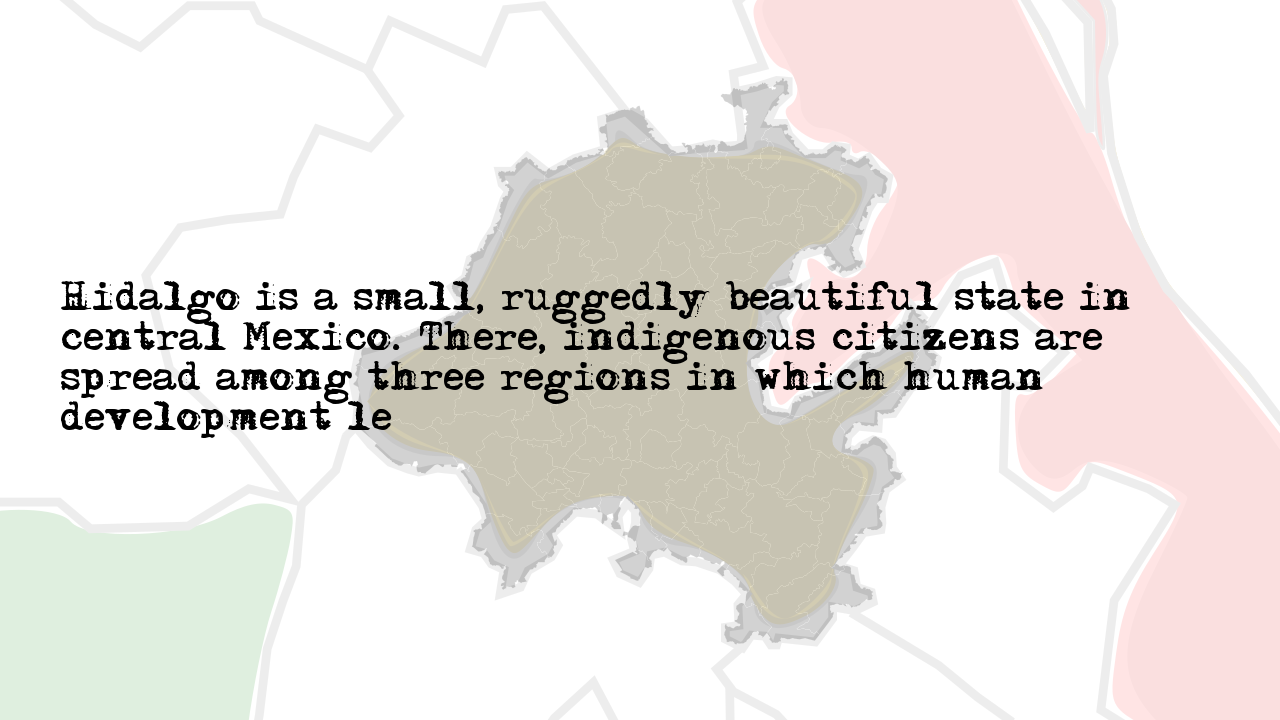 Hidalgo is a small, ruggedly beautiful state in
central Mexico. There, indigenous citizens are
spread among three regions in which human
development le